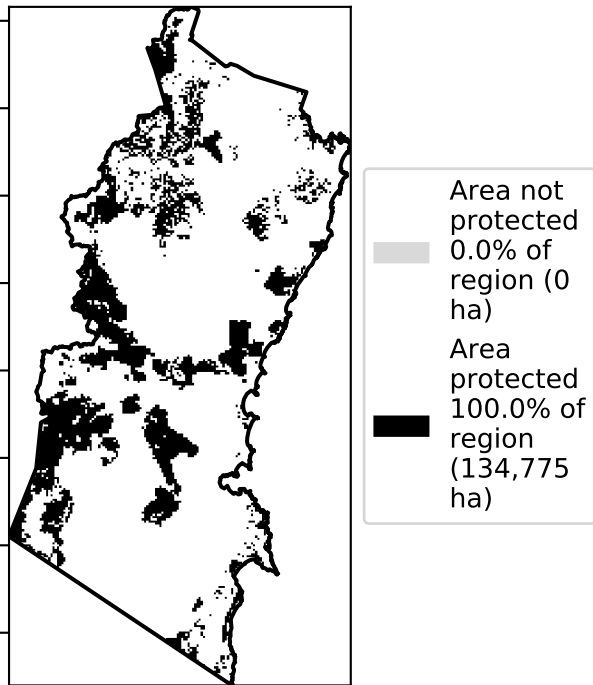 Area not
protected
0.0% of
region (0
ha)
Area
protected
100.0% of
region
(134,775
ha)